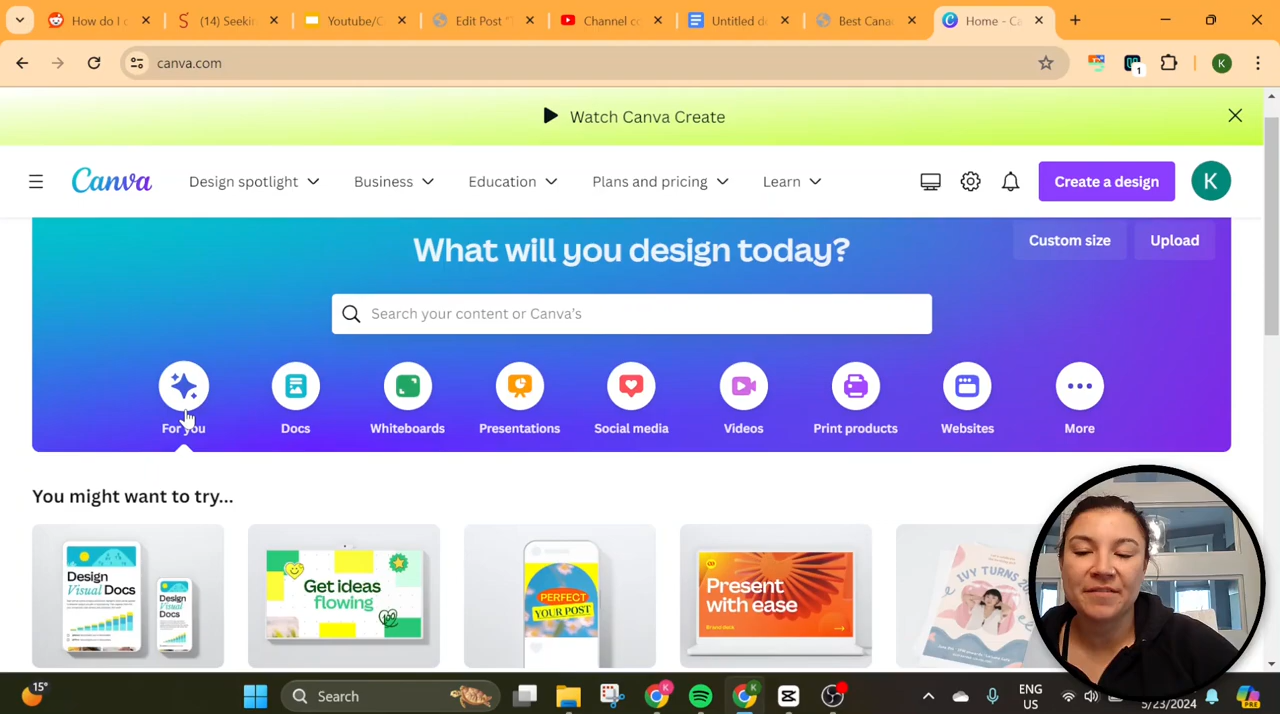 How do I c
(14) Seekin
Youtube/C
Edit Post "
Channel co
Untitled d
Best Cana
Home - Ca
canva.com
1
K
Watch Canva Create
Canva
Design spotlight
Business
Education
Plans and pricing
Learn
Create a design
K
What will you design today?
Custom size
Upload
Search your content or Canva's
For you
Docs
Whiteboards
Presentations
Social media
Videos
Print products
Websites
More
You might want to try...
Design
Visual Docs
Design
Visual
Docs
Get ideas
flowing
PERFECT
YOUR POST
Present
with ease
IVY TURNS
15°
Search
ENG
US
5/23/2024
PRE